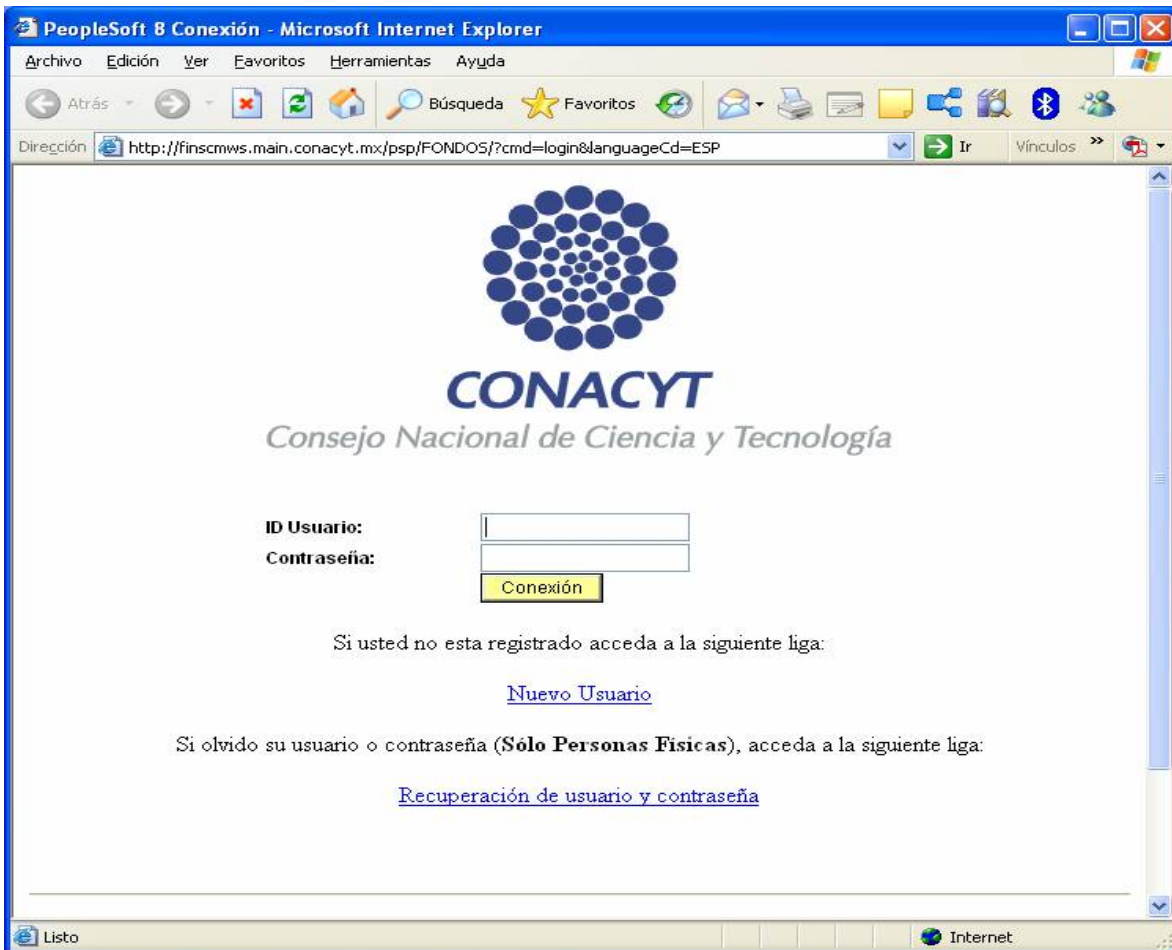 PeopleSoft 8 Conexión - Microsoft Internet Explorer
Archivo Edición Ver Favoritos Herramientas Ayuda
Atrás Búsqueda Favoritos
Dirección http://finscmws.main.conacyt.mx/psp/FONDOS/?cmd=login&languageCd=ESP Ir Vínculos »
CONACYT
Consejo Nacional de Ciencia y Tecnología
ID Usuario:
Contraseña:
Conexión
Si usted no esta registrado acceda a la siguiente liga:
Nuevo Usuario
Si olvido su usuario o contraseña (Sólo Personas Físicas), acceda a la siguiente liga:
Recuperación de usuario y contraseña
Listo Internet